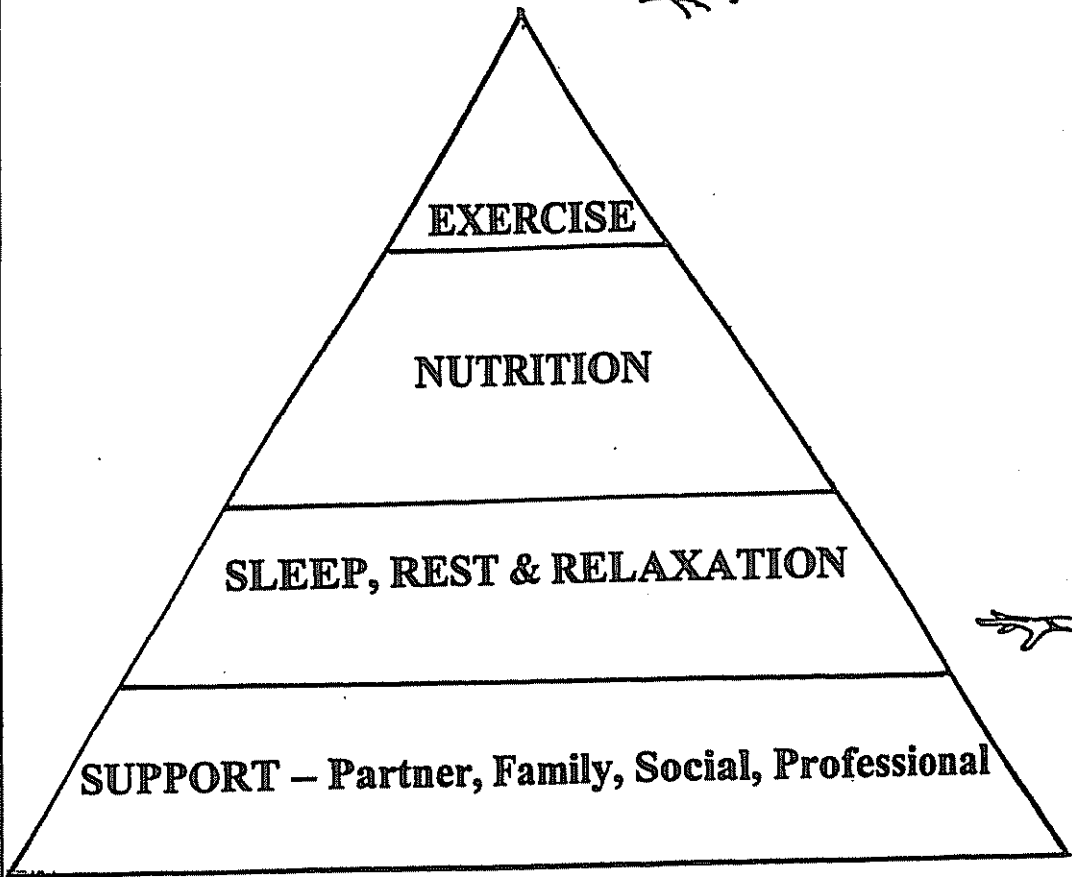 EXERCISE
NUTRITION
SLEEP, REST & RELAXATION
SUPPORT – Partner, Family, Social, Professional